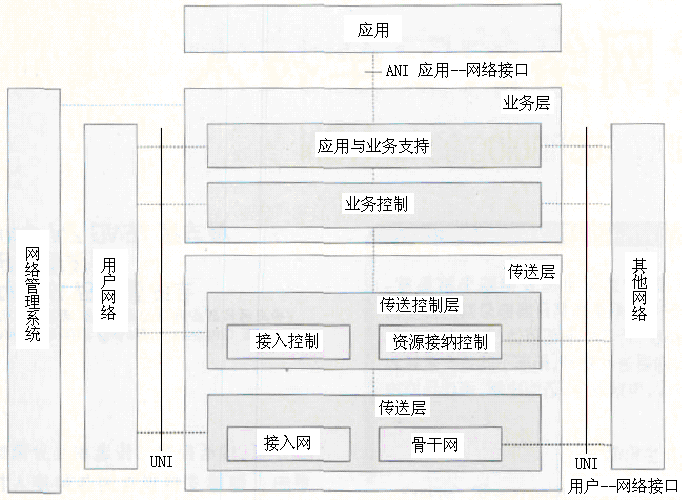 应用
ANI 应用--网络接口
业务层
应用与业务支持
业务控制
网络管理系统
用户网络
其他网络
传送层
传送控制层
接入控制
资源接纳控制
传送层
接入网
骨干网
UNI
UNI
用户--网络接口